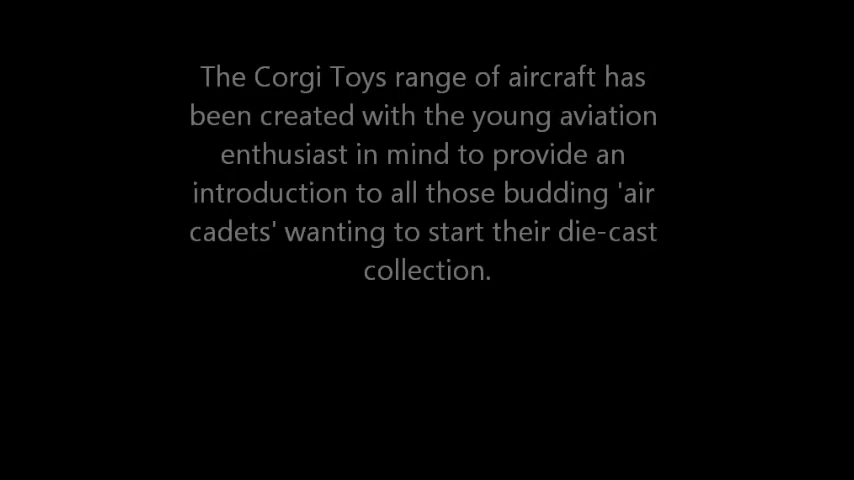 The Corgi Toys range of aircraft has
been created with the young aviation
enthusiast in mind to provide an
introduction to all those budding 'air
cadets' wanting to start their die-cast
collection.